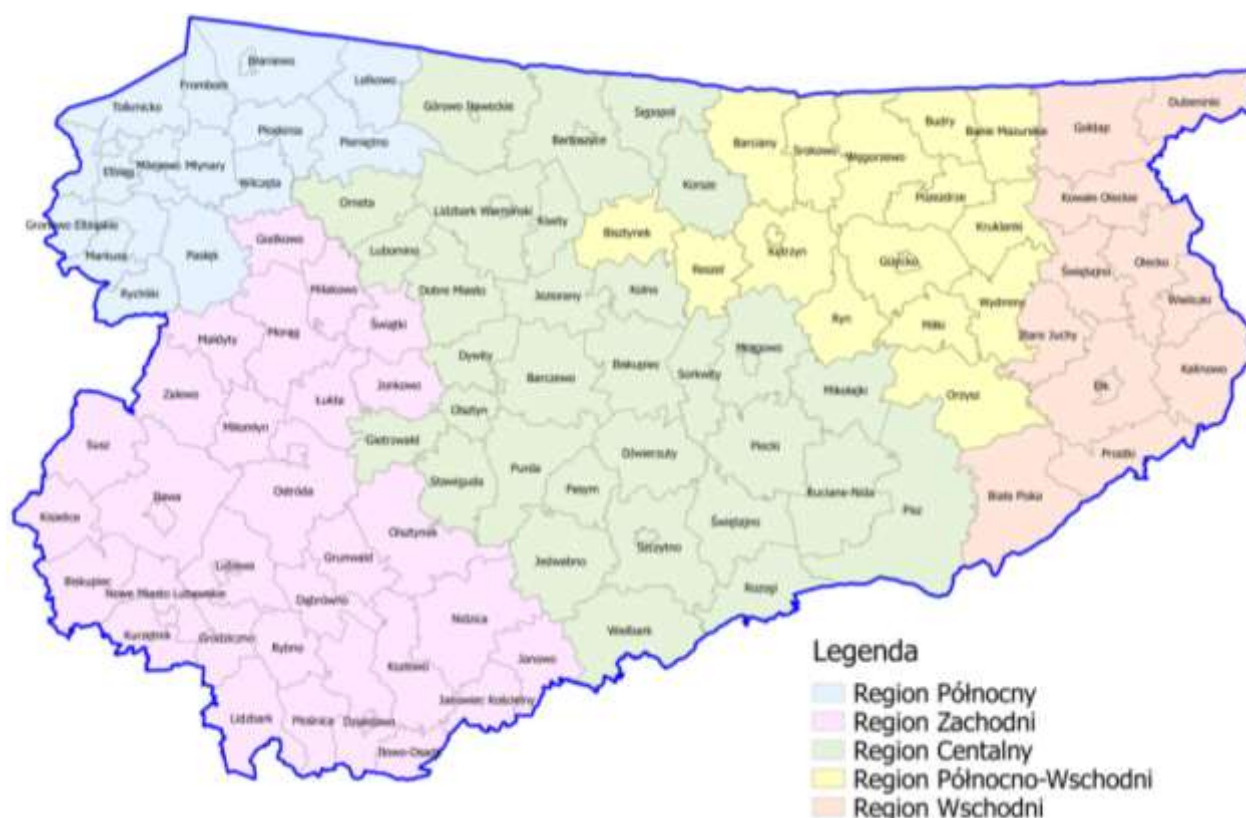 Braniewo
Lelkowo
Frombork
Tolkmicko
Górowo Iławeckie
Sępopol
Bartoszyce
Płoskinia
Pieniężno
Elbląg
Milejewo
Młynary
Wilczęta
Barciany
Srokowo
Węgorzewo
Budry
Banie Mazurskie
Gołdap
Dubeninki
Korsze
Pozezdrze
Kowale Oleckie
Orneta
Lidzbark Warmiński
Kiwity
Gronowo Elbląskie
Markusy
Pasłęk
Rychliki
Godkowo
Lubomino
Bisztynek
Reszel
Kętrzyn
Giżycko
Kruklanki
Świętajno
Olecko
Wieliczki
Miłakowo
Dobre Miasto
Jeziorany
Kolno
Ryn
Miłki
Wydminy
Stare Juchy
Małdyty
Morąg
Świątki
Dywity
Barczewo
Biskupiec
Sorkwity
Mrągowo
Mikołajki
Orzysz
Ełk
Kalinowo
Zalewo
Miłomłyn
Łukta
Jonkowo
Olsztyn
Gietrzwałd
Stawiguda
Purda
Pasym
Dźwierzuty
Piecki
Ruciane-Nida
Pisz
Biała Piska
Prostki
Susz
Iława
Ostróda
Olsztynek
Kisielice
Lubawa
Grunwald
Jedwabno
Szczytno
Świętajno
Rozogi
Biskupiec
Nowe Miasto Lubawskie
Dąbrówno
Nidzica
Wielbark
Kurzętnik
Grodziczno
Rybno
Kozłowo
Janowo
Janowiec Kościelny
Lidzbark
Płośnica
Działdowo
Iłowo-Osada
Legenda
Region Północny
Region Zachodni
Region Centalny
Region Północno-Wschodni
Region Wschodni